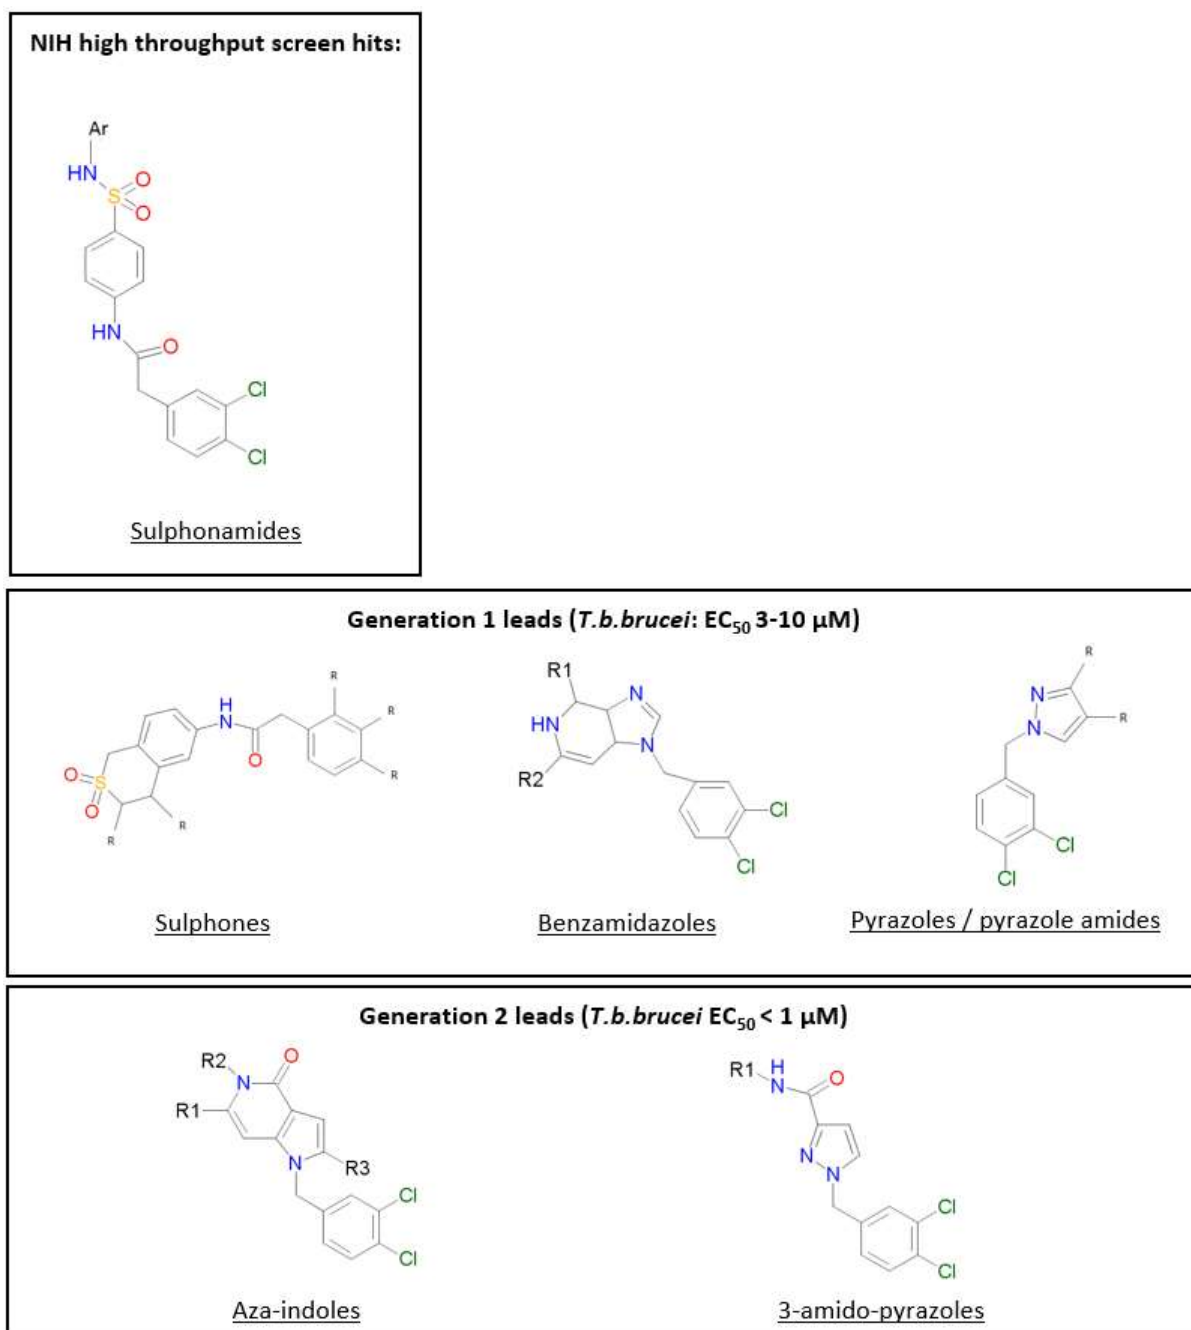 NIH high throughput screen hits:
Ar
HN
S
O
O
HN
O
Cl
Cl
Sulphonamides
Generation 1 leads (T.b.brucei: EC50 3-10 µM)
R
R
R
H
N
O
O
S
O
R
R
Sulphones
R1
N
HN
N
R2
Cl
Cl
Benzamidazoles
R
N
R
N
Cl
Cl
Pyrazoles / pyrazole amides
Generation 2 leads (T.b.brucei EC50 < 1 µM)
R2
O
N
R1
N
R3
Cl
Cl
Aza-indoles
R1
H
N
O
N
N
Cl
Cl
3-amido-pyrazoles